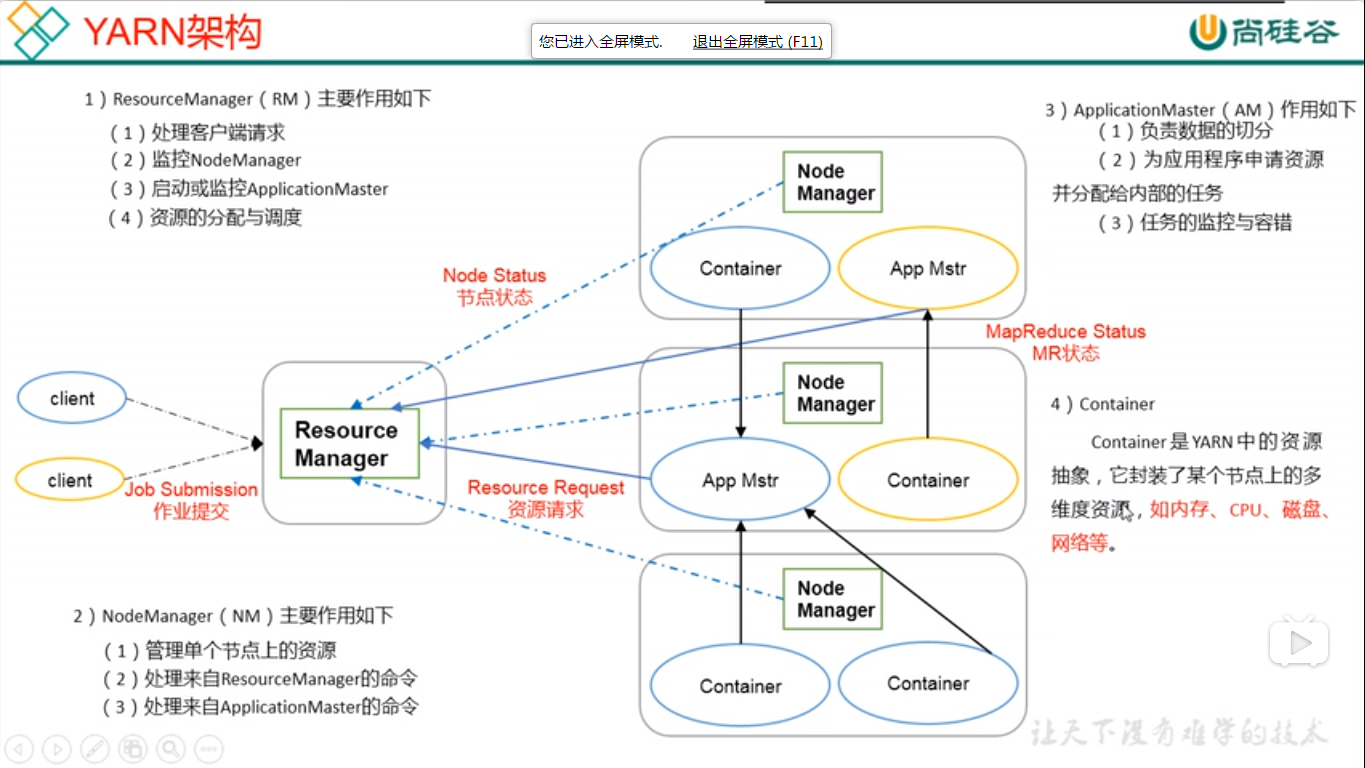 YARN架构
您已进入全屏模式. 退出全屏模式 (F11)
尚硅谷
1）ResourceManager（RM）主要作用如下
（1）处理客户端请求
（2）监控NodeManager
（3）启动或监控ApplicationMaster
（4）资源的分配与调度
3）ApplicationMaster（AM）作用如下
（1）负责数据的切分
（2）为应用程序申请资源
并分配给内部的任务
（3）任务的监控与容错
Node
Manager
Container
App Mstr
Node Status
节点状态
MapReduce Status
MR状态
client
client
Resource
Manager
Job Submission
作业提交
Resource Request
资源请求
Node
Manager
App Mstr
Container
4）Container
Container是YARN中的资源
抽象，它封装了某个节点上的多
维度资源，如内存、CPU、磁盘、
网络等。
Node
Manager
Container
Container
2）NodeManager（NM）主要作用如下
（1）管理单个节点上的资源
（2）处理来自ResourceManager的命令
（3）处理来自ApplicationMaster的命令
让天下没有难学的技术